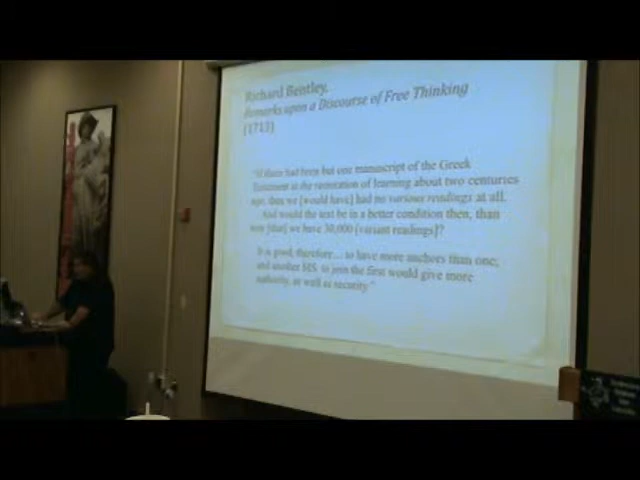 Richard Bentley,
Remarks upon a Discourse of Free Thinking
(1713)
"If there had been but one manuscript of the Greek
Testament at the restoration of learning about two centuries
ago, then we [would have] had no various readings at all.
And would the text be in a better condition then, than
now [that] we have 30,000 [variant readings]?
It is good, therefore... to have more anchors than one;
and another MS. to join the first would give more
authority, as well as security."